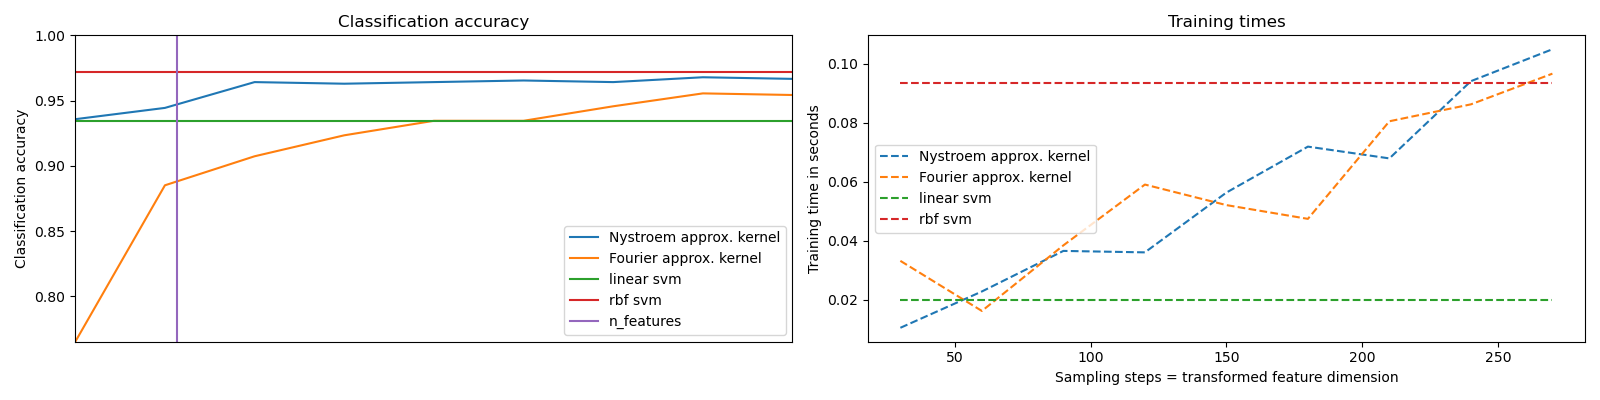 Classification accuracy
Classification accuracy
1.00
0.95
0.90
0.85
0.80
Nystroem approx. kernel
Fourier approx. kernel
linear svm
rbf svm
n_features
Training times
Training time in seconds
0.10
0.08
0.06
0.04
0.02
Nystroem approx. kernel
Fourier approx. kernel
linear svm
rbf svm
50 100 150 200 250
Sampling steps = transformed feature dimension